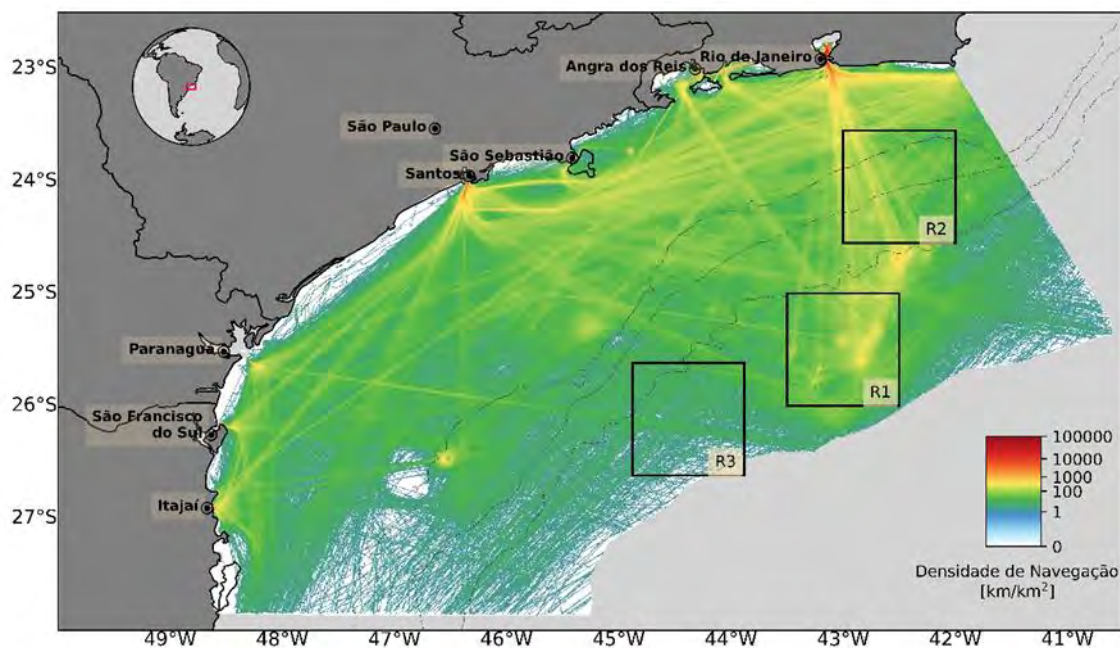 23°S
24°S
25°S
26°S
27°S
Angra dos Reis
Rio de Janeiro
São Paulo
São Sebastião
Santos
R2
Paranaguá
R1
São Francisco
do Sul
R3
Itajaí
100000
10000
1000
100
1
0
Densidade de Navegação
[km/km²]
49°W 48°W 47°W 46°W 45°W 44°W 43°W 42°W 41°W